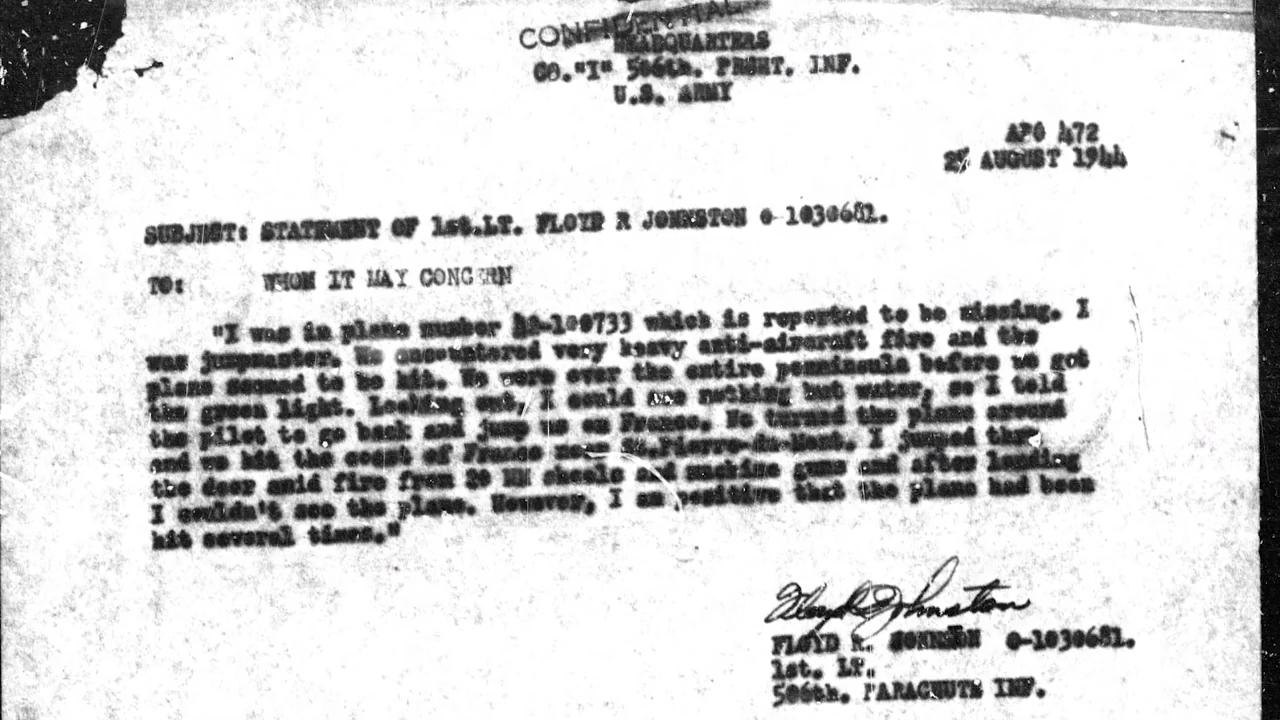 CONFIDENTIAL
HEADQUARTERS
CO."I" 506th. PRCHT. INF.
U.S. ARMY
APO 472
AUGUST 1944
SUBJECT: STATEMENT OF 1st.LT. FLOYD R JOHNSTON O-1030681.
TO: WHOM IT MAY CONCERN
"I was in plane number 42-100733 which is reported to be missing. I
was jumpmaster. We encountered very heavy anti-aircraft fire and the
plane seemed to be hit. We were over the entire penninsula before we got
the green light. Looking out, I could see nothing but water, so I told
the pilot to go back and jump us on France. He turned the plane around
and we hit the coast of France near St.Pierre-du-Mont. I jumped thru
the door amid fire from 20 MM shells and machine guns and after landing
I couldn't see the plane. However, I am positive that the plane had been
hit several times."
Floyd R Johnston
FLOYD R. O-1030681.
1st. LT.
506th. PARACHUTE INF.